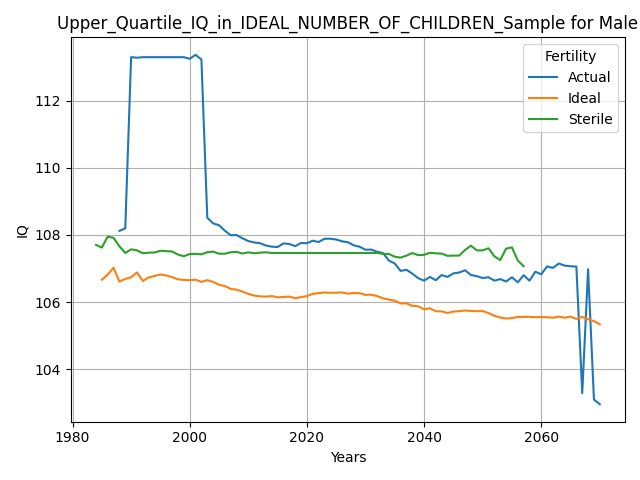 Upper_Quartile_IQ_in_IDEAL_NUMBER_OF_CHILDREN_Sample for Male
Fertility
Actual
Ideal
Sterile
112
110
108
106
104
IQ
1980
2000
2020
2040
2060
Years